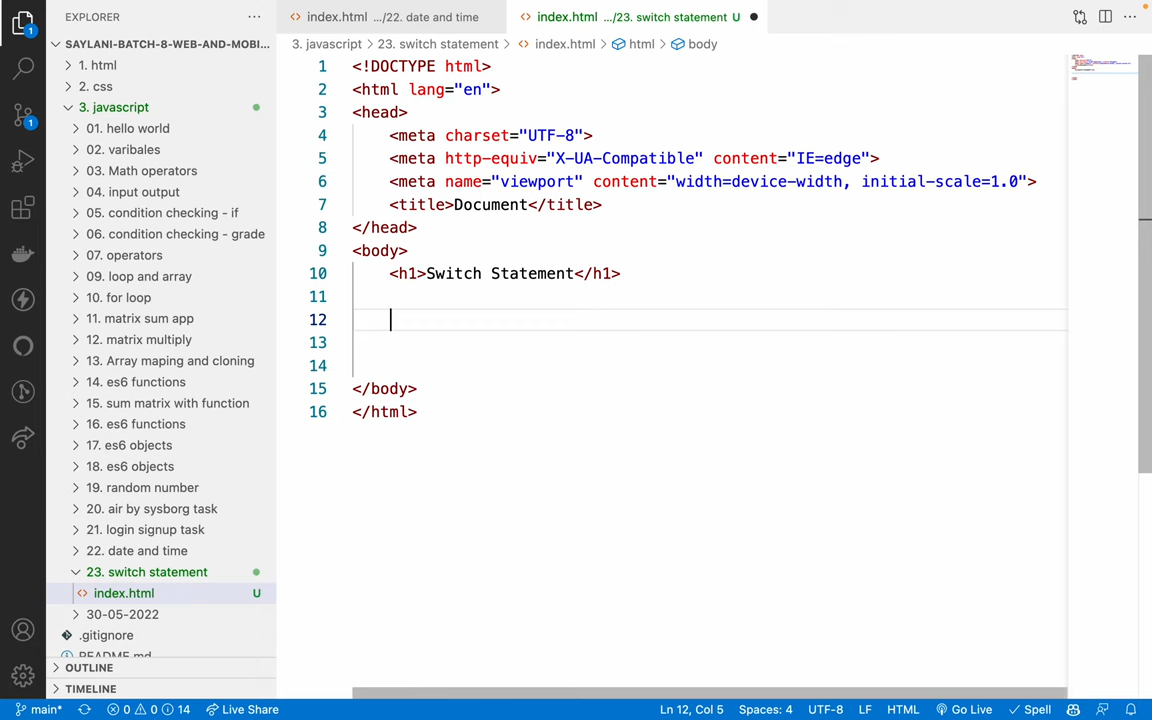 EXPLORER
index.html .../22. date and time
index.html .../23. switch statement U
1
SAYLANI-BATCH-8-WEB-AND-MOBI...
3. javascript > 23. switch statement > index.html > html > body
1. html
2. css
3. javascript
01. hello world
02. varibales
03. Math operators
04. input output
05. condition checking - if
06. condition checking - grade
07. operators
09. loop and array
10. for loop
11. matrix sum app
12. matrix multiply
13. Array maping and cloning
14. es6 functions
15. sum matrix with function
16. es6 functions
17. es6 objects
18. es6 objects
19. random number
20. air by sysborg task
21. login signup task
22. date and time
23. switch statement
index.html U
30-05-2022
.gitignore
README.md
OUTLINE
TIMELINE
1
1 <!DOCTYPE html>
2 <html lang="en">
3 <head>
4 <meta charset="UTF-8">
5 <meta http-equiv="X-UA-Compatible" content="IE=edge">
6 <meta name="viewport" content="width=device-width, initial-scale=1.0">
7 <title>Document</title>
8 </head>
9 <body>
10 <h1>Switch Statement</h1>
11
12
13
14
15 </body>
16 </html>
main* 0 0 14 Live Share Ln 12, Col 5 Spaces: 4 UTF-8 LF HTML Go Live Spell